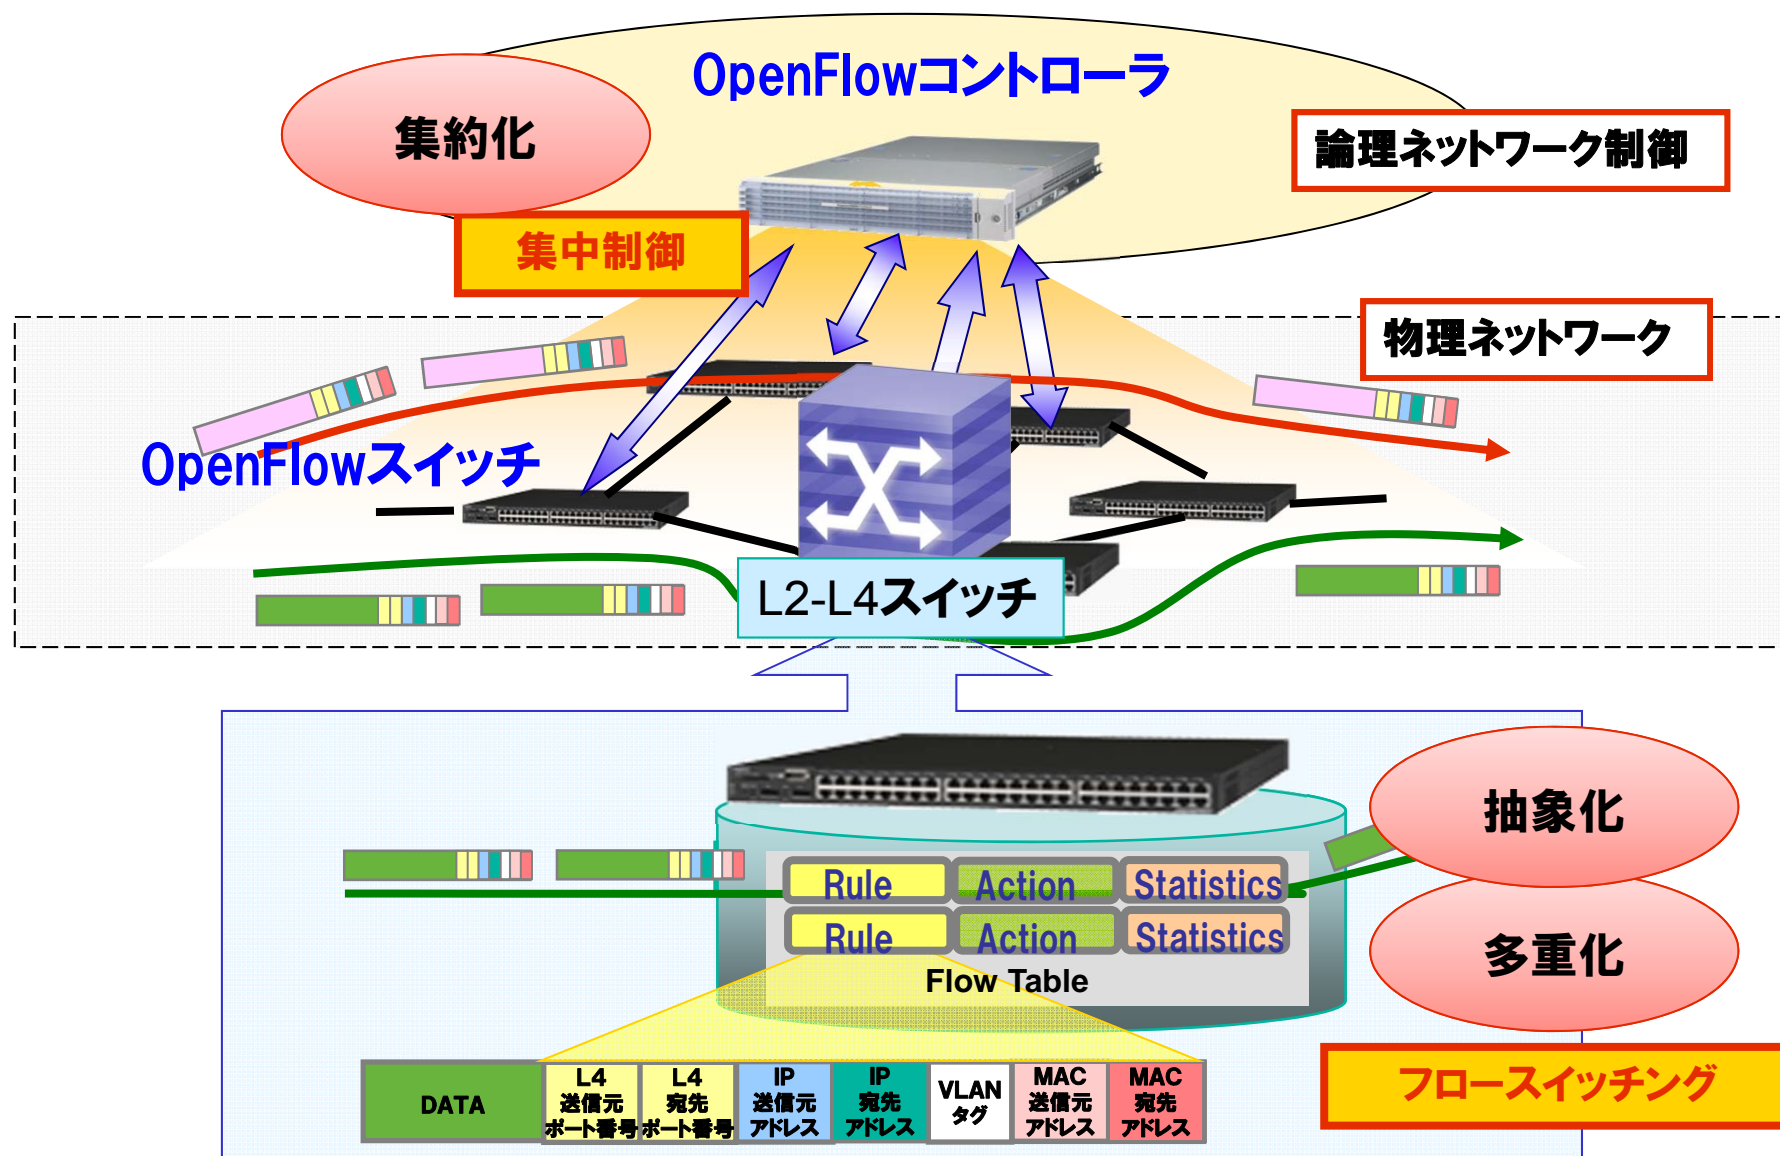 OpenFlowコントローラ
集約化
論理ネットワーク制御
集中制御
物理ネットワーク
OpenFlowスイッチ
L2-L4スイッチ
抽象化
Rule Action Statistics
Rule Action Statistics
Flow Table
多重化
フロースイッチング
DATA
L4
送信元
ポート番号
L4
宛先
ポート番号
IP
送信元
アドレス
IP
宛先
アドレス
VLAN
タグ
MAC
送信元
アドレス
MAC
宛先
アドレス